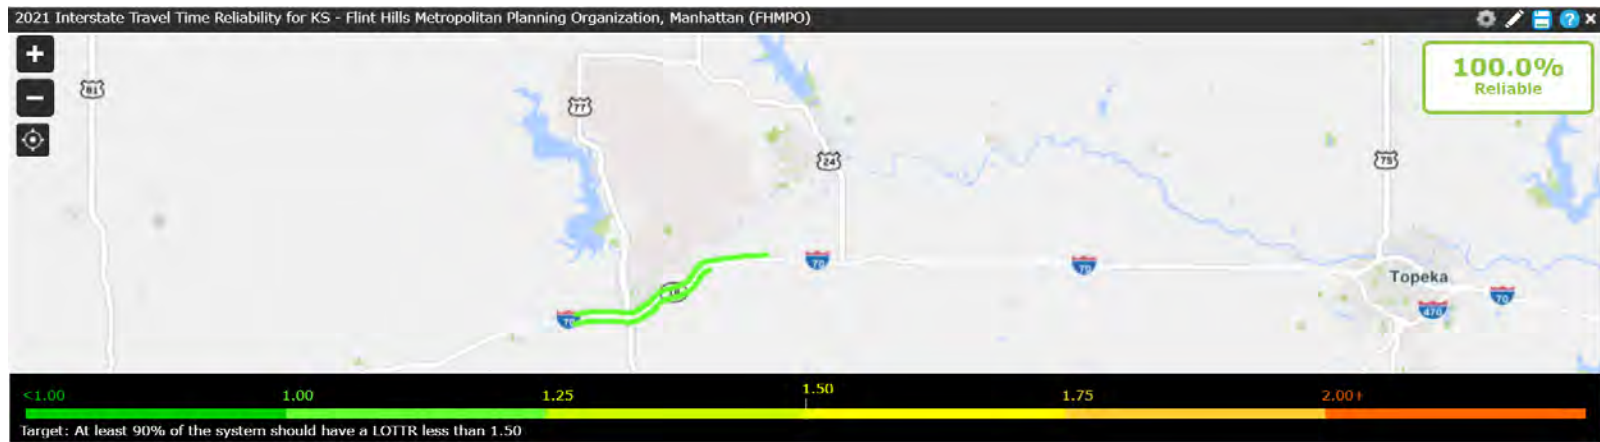 2021 Interstate Travel Time Reliability for KS - Flint Hills Metropolitan Planning Organization, Manhattan (FHMPO)
100.0%
Reliable
81
77
24
75
70
70
18
70
Topeka
70
470
<1.00 1.00 1.25 1.50 1.75 2.00+
Target: At least 90% of the system should have a LOTTR less than 1.50